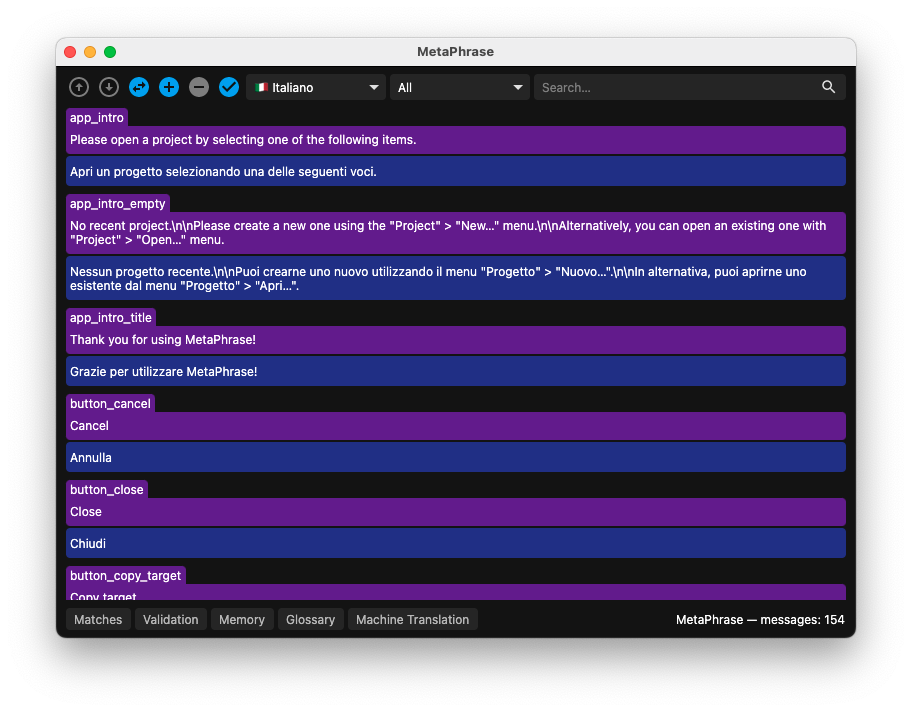 MetaPhrase
Italiano
All
Search...
app_intro
Please open a project by selecting one of the following items.
Apri un progetto selezionando una delle seguenti voci.
app_intro_empty
No recent project.\n\nPlease create a new one using the "Project" > "New..." menu.\n\nAlternatively, you can open an existing one with
"Project" > "Open..." menu.
Nessun progetto recente.\n\nPuoi crearne uno nuovo utilizzando il menu "Progetto" > "Nuovo...".\n\nIn alternativa, puoi aprirne uno
esistente dal menu "Progetto" > "Apri...".
app_intro_title
Thank you for using MetaPhrase!
Grazie per utilizzare MetaPhrase!
button_cancel
Cancel
Annulla
button_close
Close
Chiudi
button_copy_target
Copy target
Matches
Validation
Memory
Glossary
Machine Translation
MetaPhrase — messages: 154